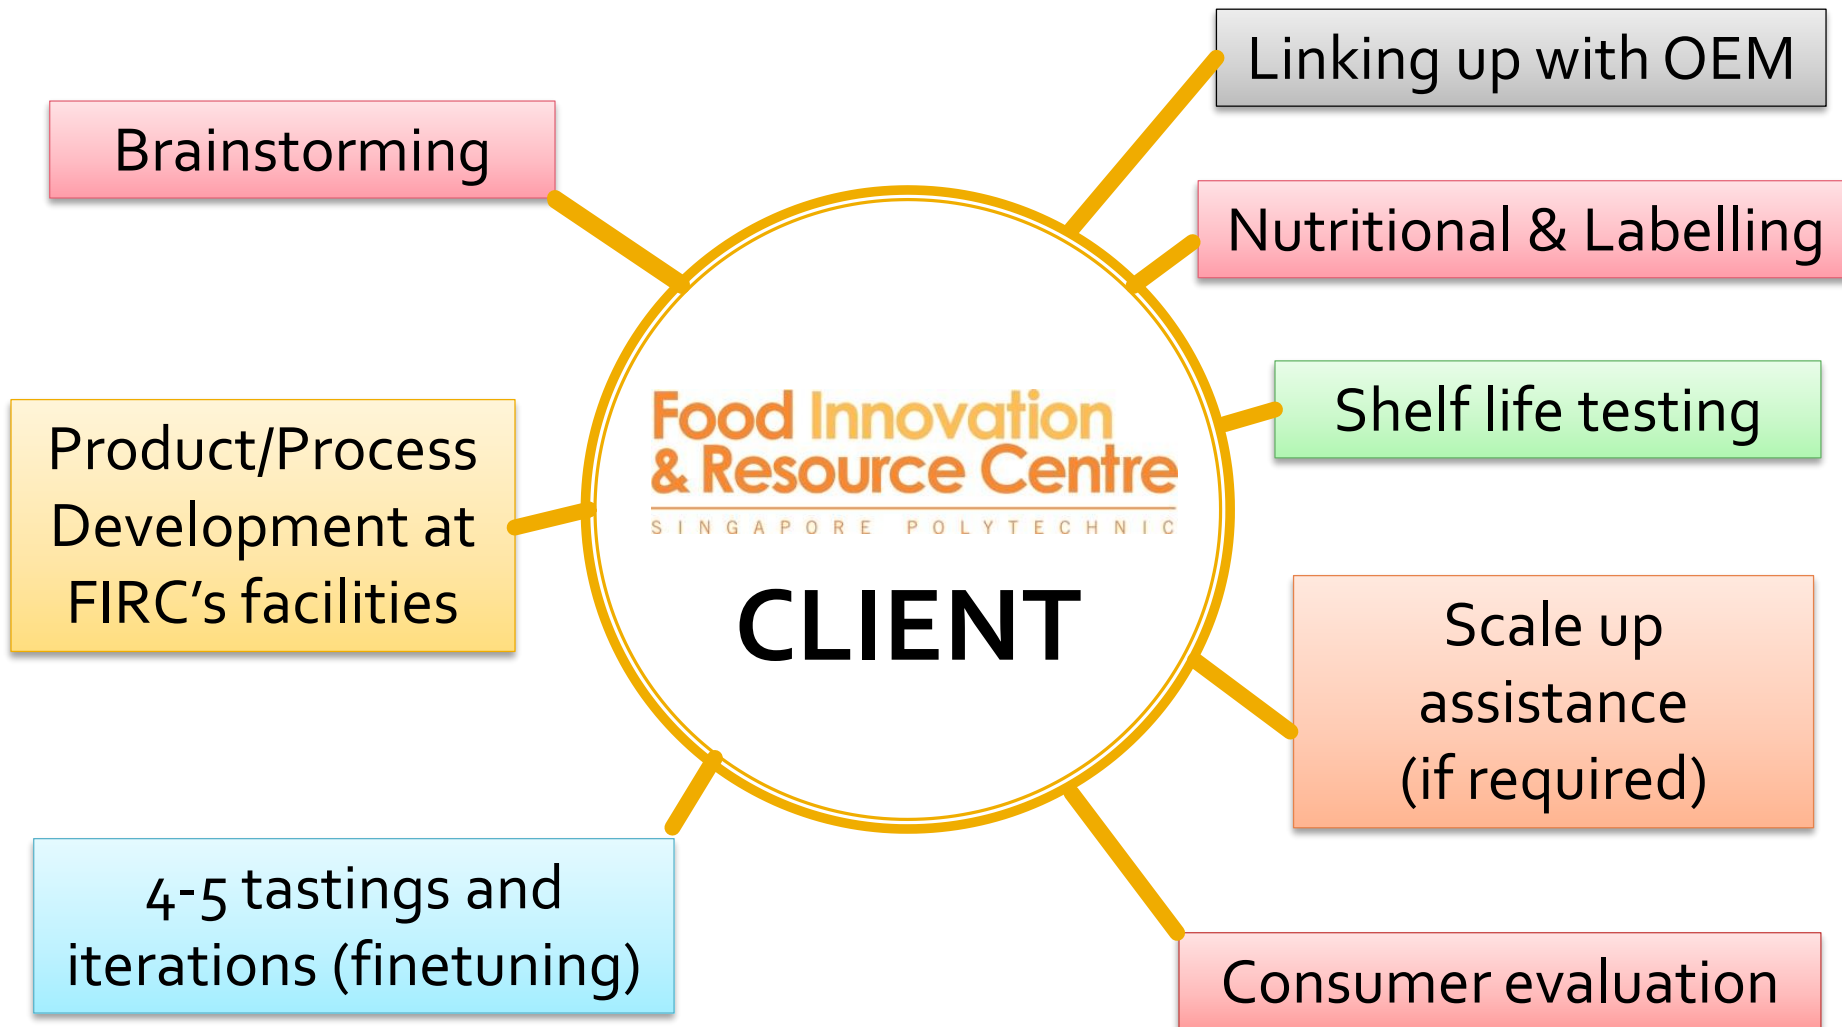 Linking up with OEM
Brainstorming
Nutritional & Labelling
Shelf life testing
Food Innovation
& Resource Centre
SINGAPORE POLYTECHNIC
CLIENT
Product/Process
Development at
FIRC’s facilities
Scale up
assistance
(if required)
4-5 tastings and
iterations (finetuning)
Consumer evaluation